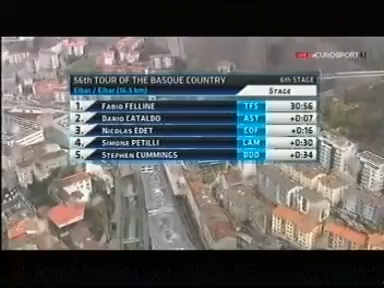 56th TOUR OF THE BASQUE COUNTRY 6th STAGE
Eibar / Eibar (16.5 km) STAGE
1. FABIO FELLINE TFS 30:56
2. DARIO CATALDO AST +0:07
3. NICOLAS EDET COF +0:16
4. SIMONE PETILLI LAM +0:30
5. STEPHEN CUMMINGS DDD +0:34
LIVE EUROSPORT 1